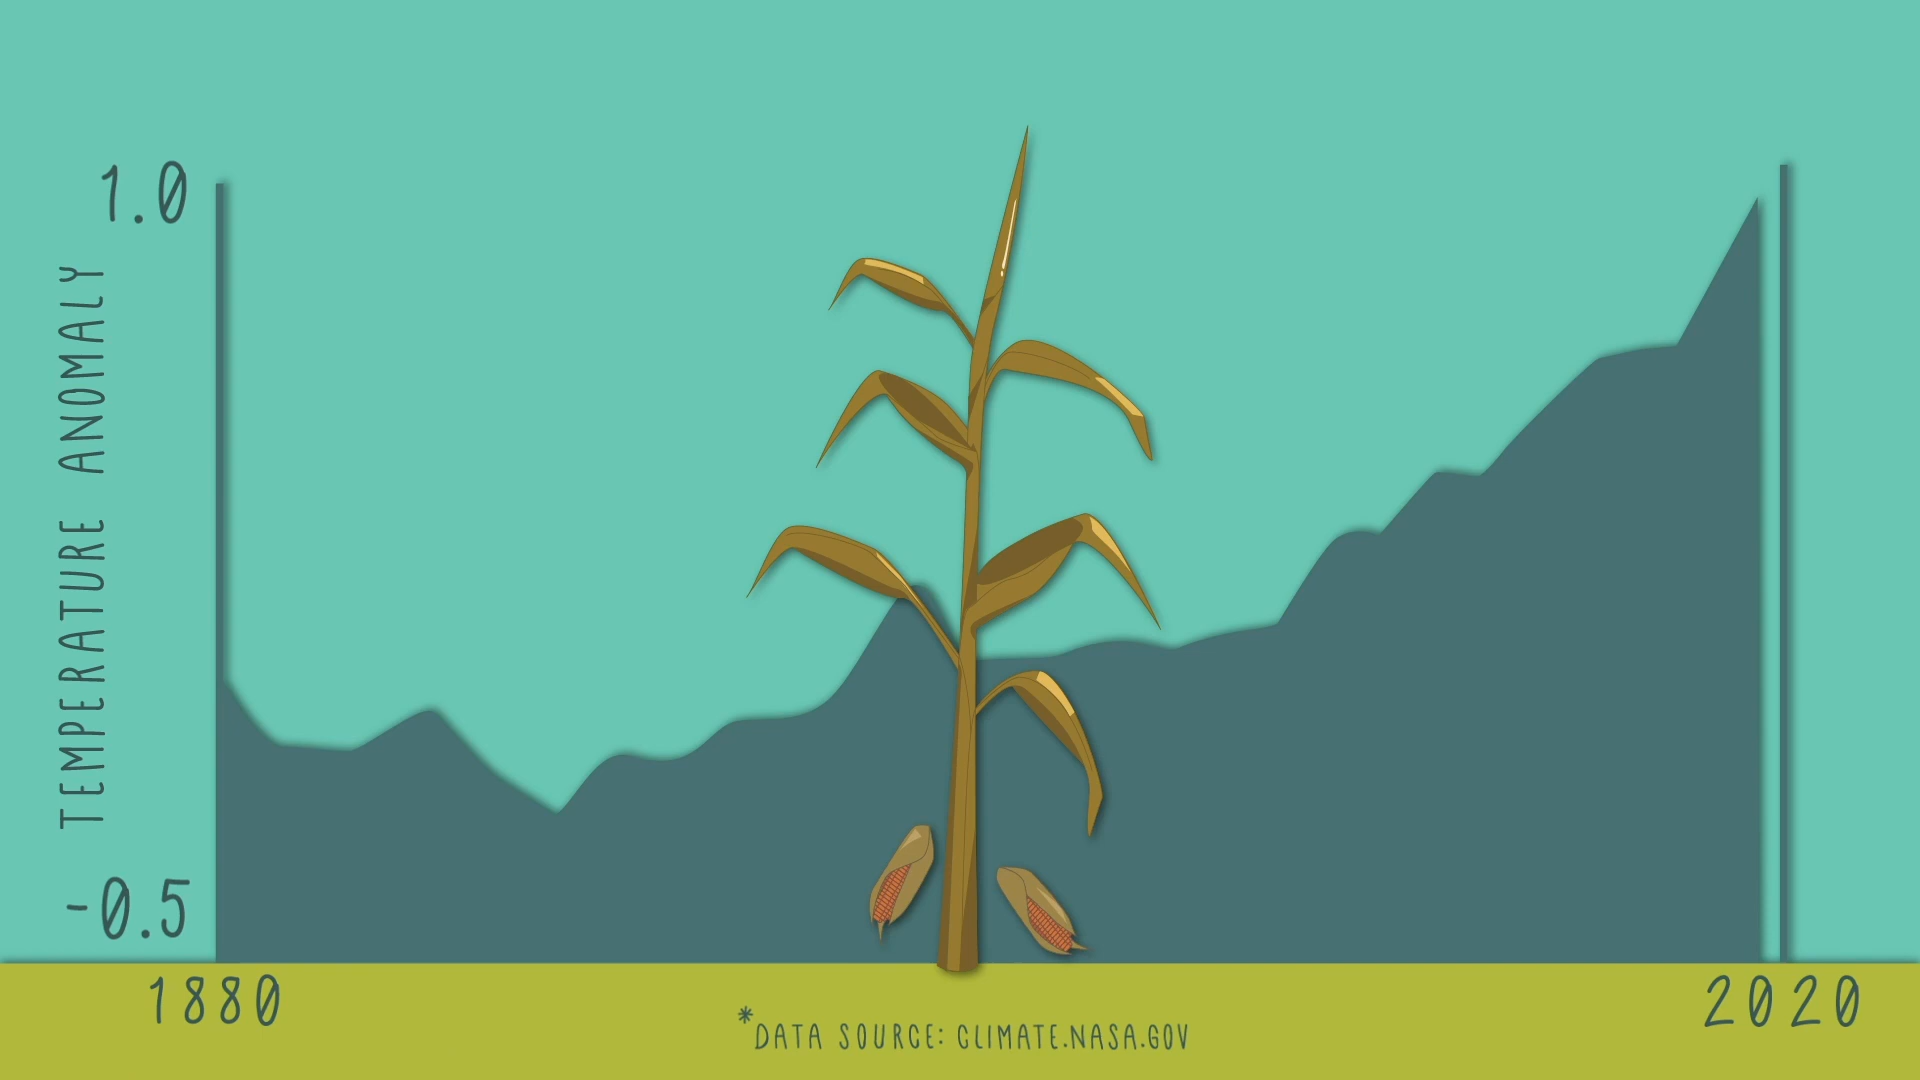 1.0
TEMPERATURE ANOMALY
-0.5
1880
2020
*DATA SOURCE: CLIMATE.NASA.GOV